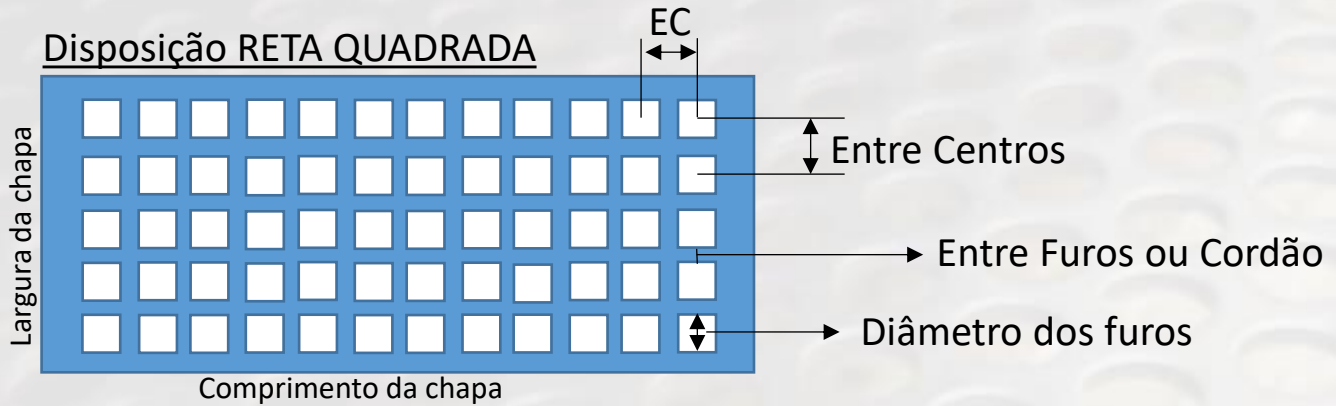 EC
Disposição RETA QUADRADA
Largura da chapa
Entre Centros
Entre Furos ou Cordão
Diâmetro dos furos
Comprimento da chapa